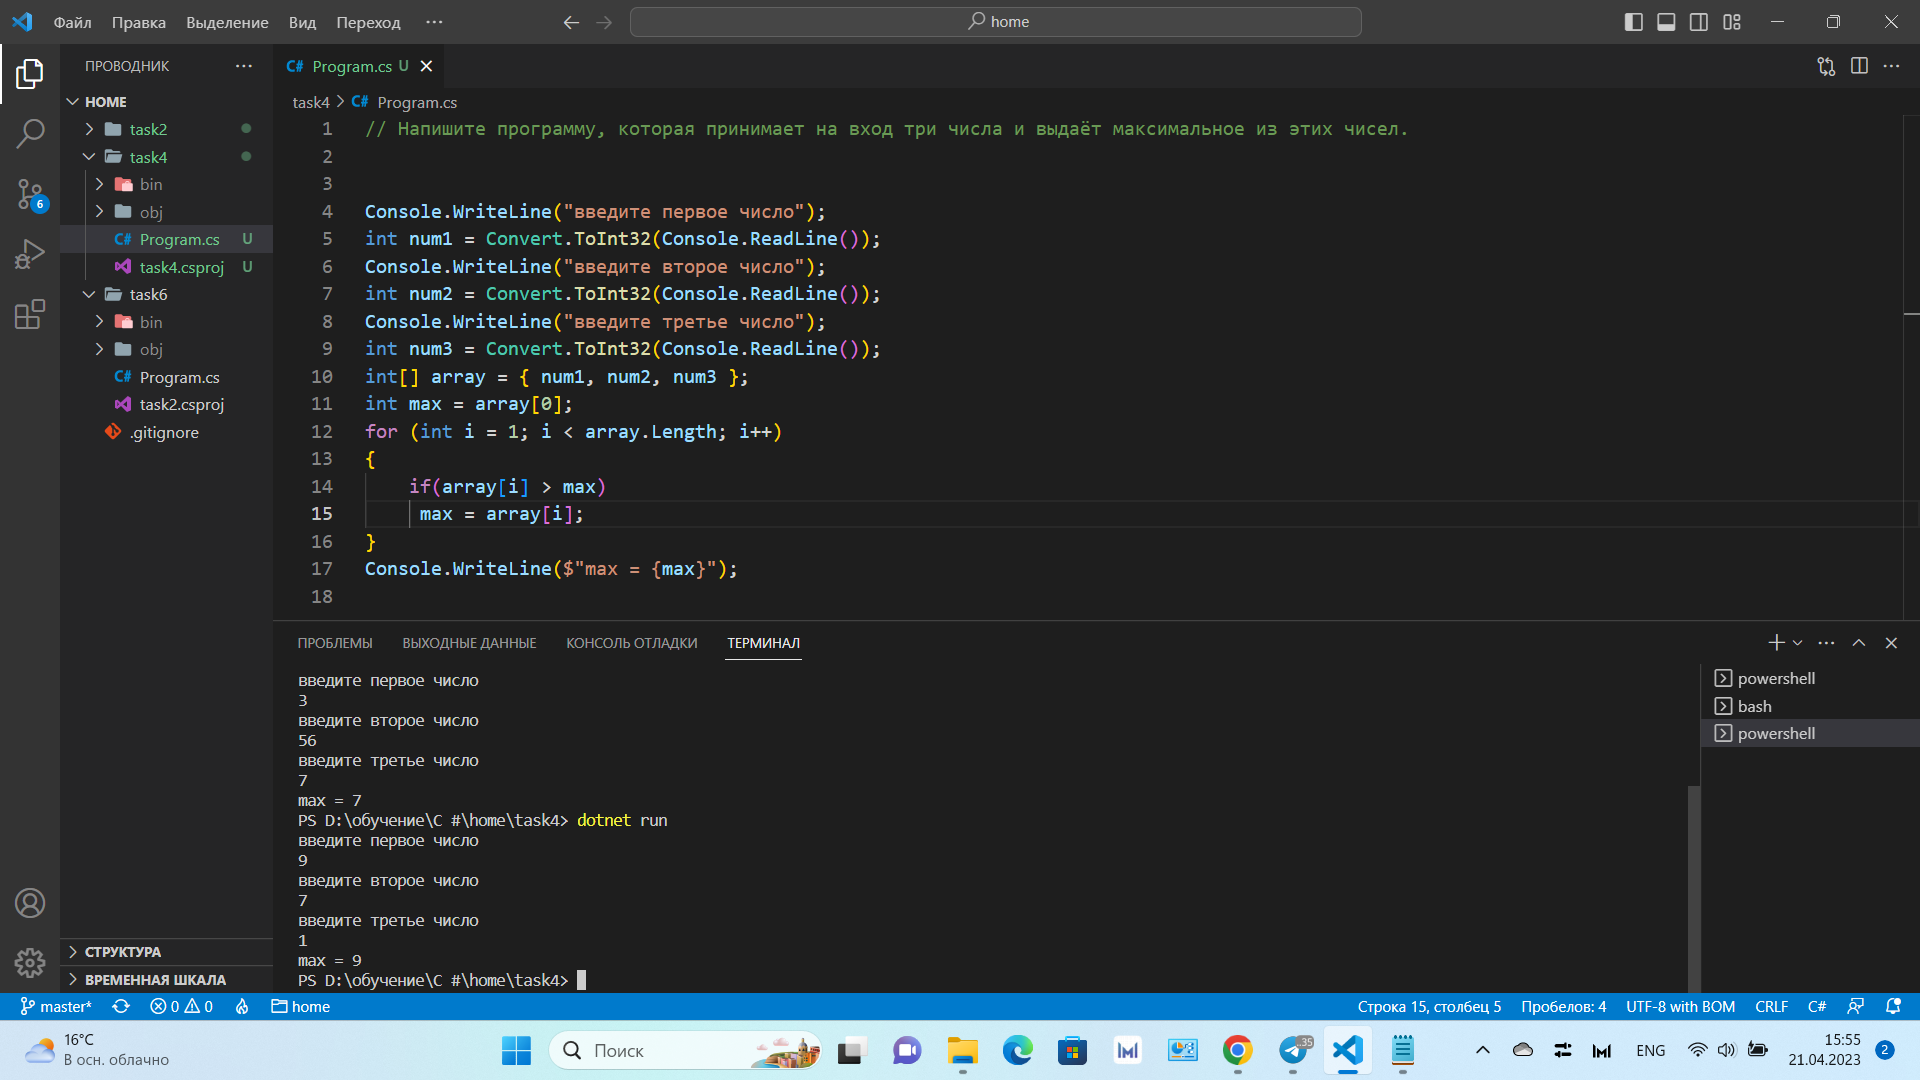 Файл Правка Выделение Вид Переход ··· home
ПРОВОДНИК ···
HOME
task2
task4
bin
obj
C# Program.cs U
task4.csproj U
task6
bin
obj
C# Program.cs
task2.csproj
.gitignore
СТРУКТУРА
ВРЕМЕННАЯ ШКАЛА
6
C# Program.cs U
task4 > C# Program.cs
1 // Напишите программу, которая принимает на вход три числа и выдаёт максимальное из этих чисел.
2
3
4 Console.WriteLine("введите первое число");
5 int num1 = Convert.ToInt32(Console.ReadLine());
6 Console.WriteLine("введите второе число");
7 int num2 = Convert.ToInt32(Console.ReadLine());
8 Console.WriteLine("введите третье число");
9 int num3 = Convert.ToInt32(Console.ReadLine());
10 int[] array = { num1, num2, num3 };
11 int max = array[0];
12 for (int i = 1; i < array.Length; i++)
13 {
14 if(array[i] > max)
15 max = array[i];
16 }
17 Console.WriteLine($"max = {max}");
18
ПРОБЛЕМЫ ВЫХОДНЫЕ ДАННЫЕ КОНСОЛЬ ОТЛАДКИ ТЕРМИНАЛ
введите первое число
3
введите второе число
56
введите третье число
7
max = 7
PS D:\обучение\C #\home\task4> dotnet run
введите первое число
9
введите второе число
7
введите третье число
1
max = 9
PS D:\обучение\C #\home\task4>
powershell
bash
powershell
master* 0 0 home Строка 15, столбец 5 Пробелов: 4 UTF-8 with BOM CRLF C#
16°C
В осн. облачно
Поиск
.35
ENG
15:55
21.04.2023
2